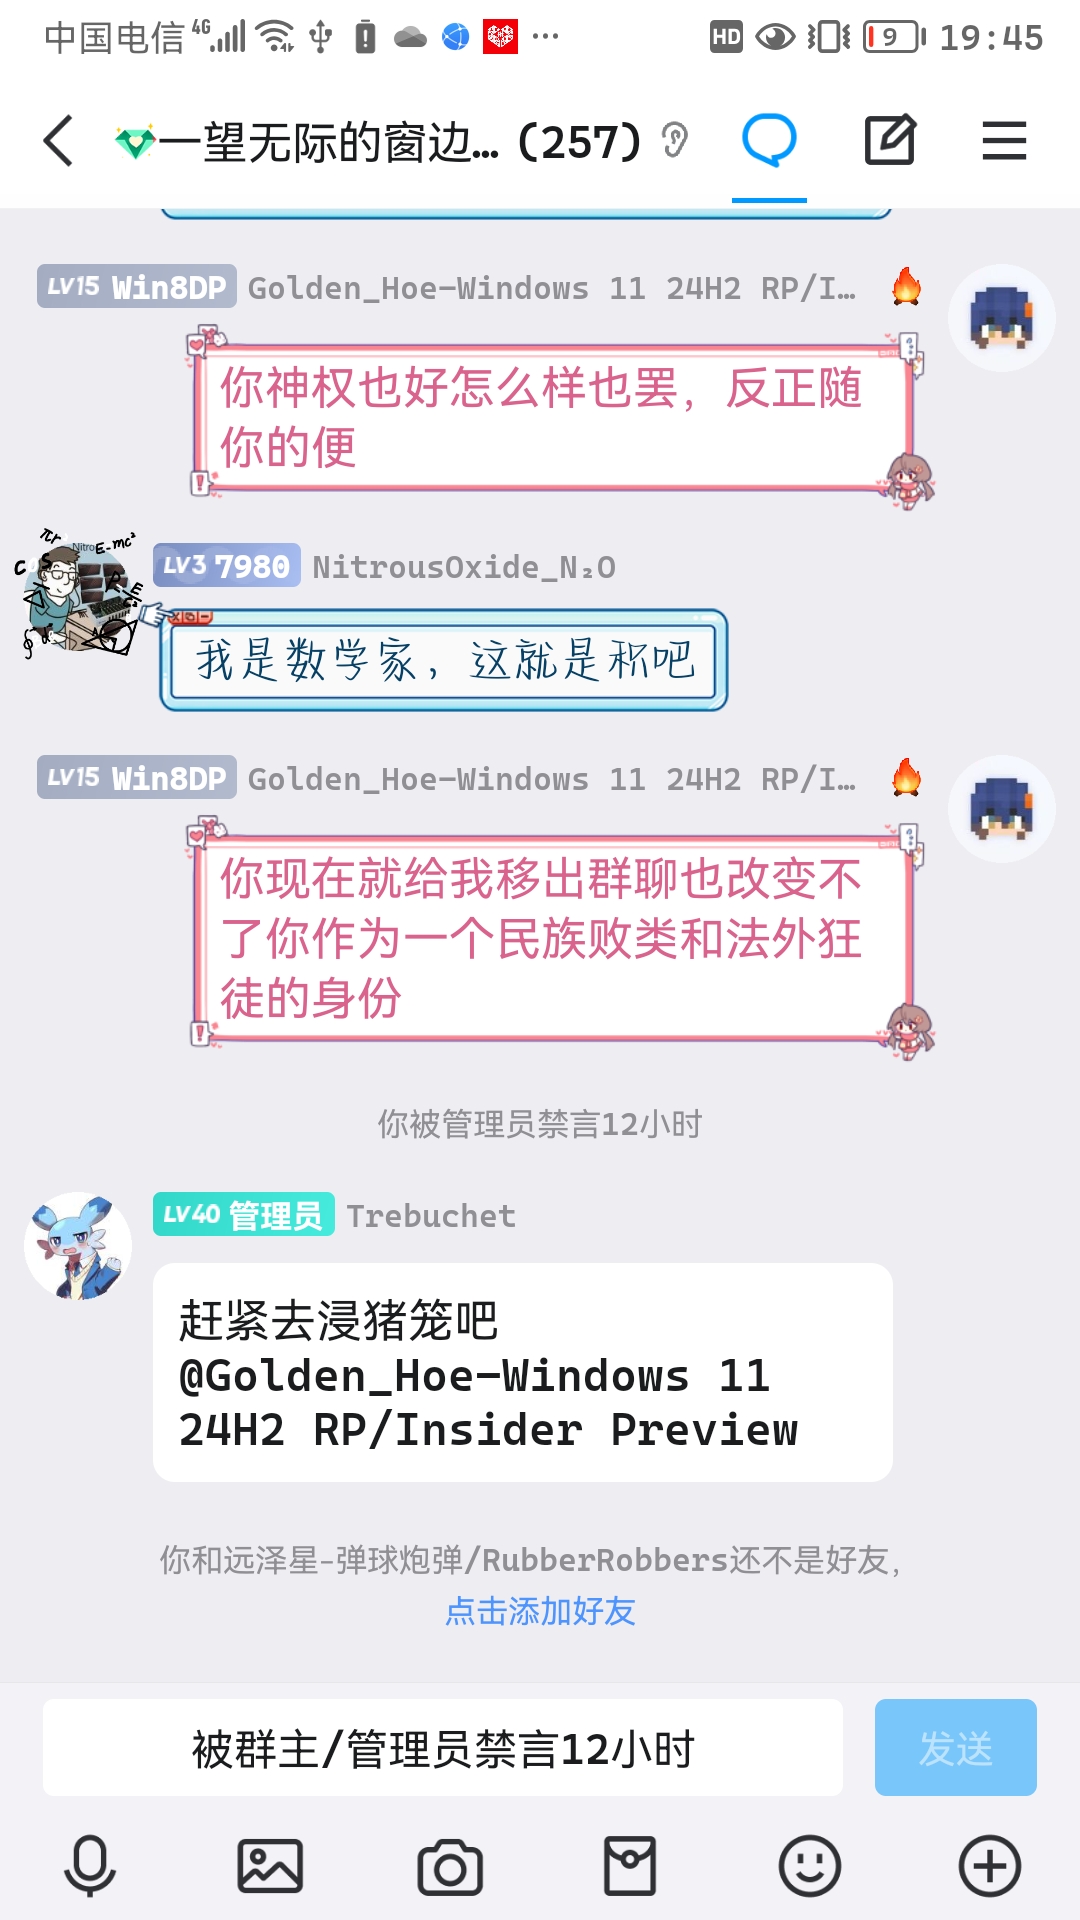 中国电信 4G HD 9 19:45
一望无际的窗边... (257)
LV15 Win8DP Golden_Hoe-Windows 11 24H2 RP/I…
你神权也好怎么样也罢，反正随
你的便
LV3 7980 NitrousOxide_N₂O
我是数学家，这就是积吧
LV15 Win8DP Golden_Hoe-Windows 11 24H2 RP/I…
你现在就给我移出群聊也改变不
了你作为一个民族败类和法外狂
徒的身份
你被管理员禁言12小时
LV40 管理员 Trebuchet
赶紧去浸猪笼吧
@Golden_Hoe-Windows 11
24H2 RP/Insider Preview
你和远泽星-弹球炮弹/RubberRobbers还不是好友，
点击添加好友
被群主/管理员禁言12小时
发送